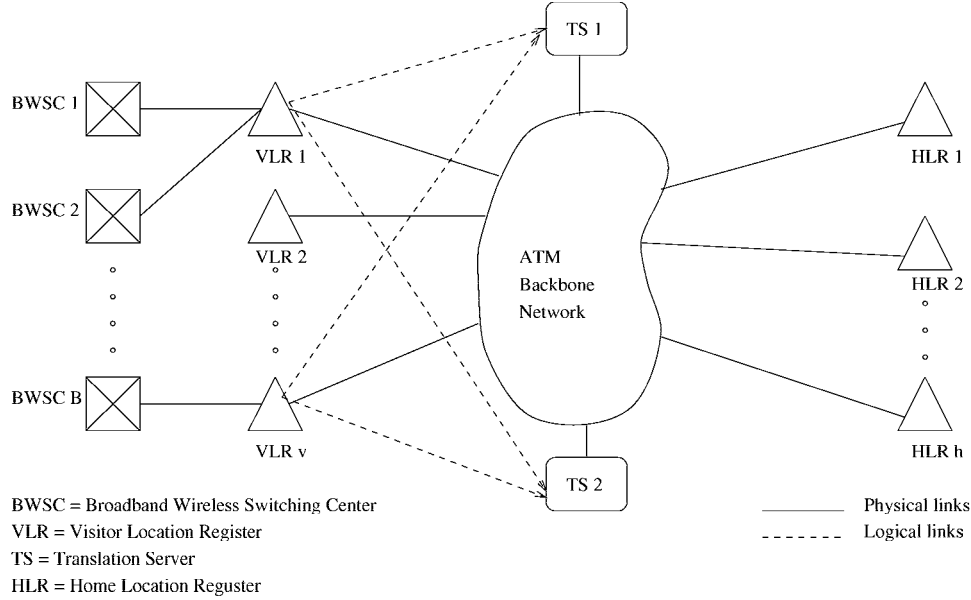 TS 1
BWSC 1
VLR 1
HLR 1
BWSC 2
VLR 2
ATM
Backbone
Network
HLR 2
BWSC B
VLR v
HLR h
TS 2
BWSC = Broadband Wireless Switching Center
VLR = Visitor Location Register
TS = Translation Server
HLR = Home Location Reguster
Physical links
Logical links